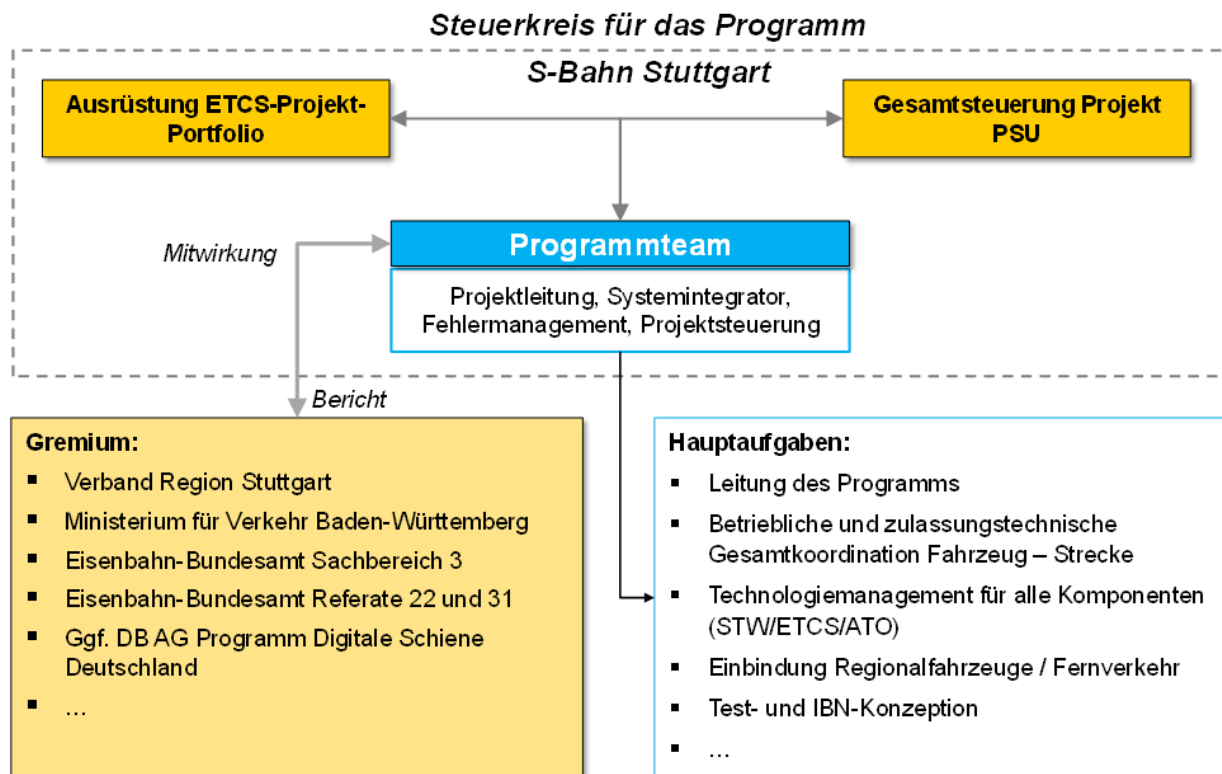 Steuerkreis für das Programm
S-Bahn Stuttgart
Ausrüstung ETCS-Projekt-
Portfolio
Gesamtsteuerung Projekt
PSU
Mitwirkung
Programmteam
Projektleitung, Systemintegrator,
Fehlermanagement, Projektsteuerung
Bericht
Gremium:
▪ Verband Region Stuttgart
▪ Ministerium für Verkehr Baden-Württemberg
▪ Eisenbahn-Bundesamt Sachbereich 3
▪ Eisenbahn-Bundesamt Referate 22 und 31
▪ Ggf. DB AG Programm Digitale Schiene
Deutschland
▪ ...
Hauptaufgaben:
▪ Leitung des Programms
▪ Betriebliche und zulassungstechnische
Gesamtkoordination Fahrzeug – Strecke
▪ Technologiemanagement für alle Komponenten
(STW/ETCS/ATO)
▪ Einbindung Regionalfahrzeuge / Fernverkehr
▪ Test- und IBN-Konzeption
▪ ...